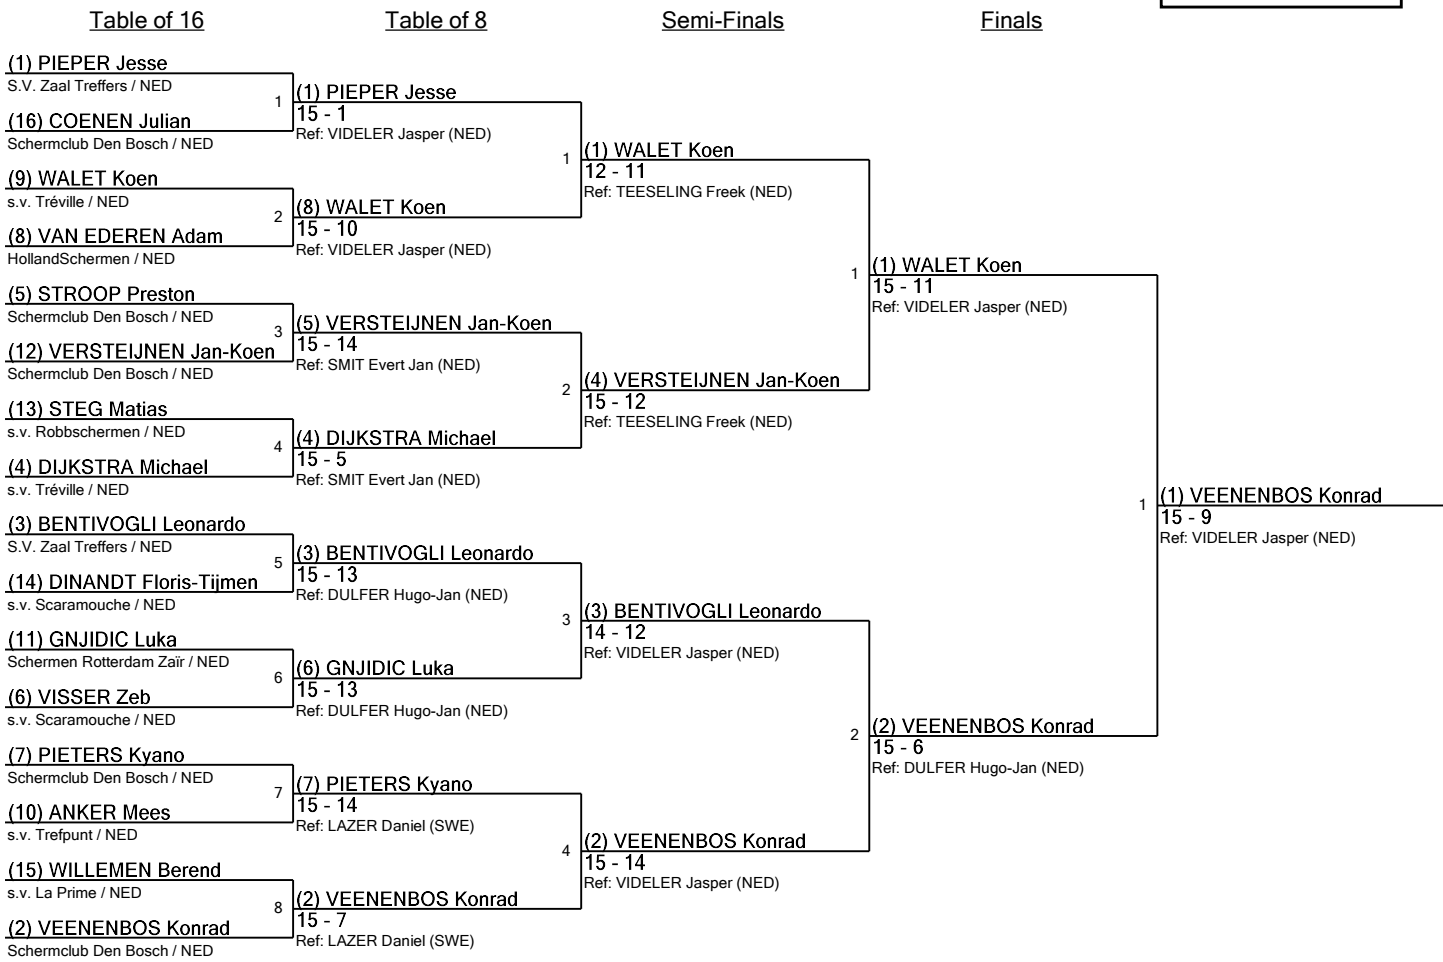 Table of 16
Table of 8
Semi-Finals
Finals
(1) PIEPER Jesse
S.V. Zaal Treffers / NED
(16) COENEN Julian
Schermclub Den Bosch / NED
(9) WALET Koen
s.v. Tréville / NED
(8) VAN EDEREN Adam
HollandSchermen / NED
(5) STROOP Preston
Schermclub Den Bosch / NED
(12) VERSTEIJNEN Jan-Koen
Schermclub Den Bosch / NED
(13) STEG Matias
s.v. Robbschermen / NED
(4) DIJKSTRA Michael
s.v. Tréville / NED
(3) BENTIVOGLI Leonardo
S.V. Zaal Treffers / NED
(14) DINANDT Floris-Tijmen
s.v. Scaramouche / NED
(11) GNJIDIC Luka
Schermen Rotterdam Zaïr / NED
(6) VISSER Zeb
s.v. Scaramouche / NED
(7) PIETERS Kyano
Schermclub Den Bosch / NED
(10) ANKER Mees
s.v. Trefpunt / NED
(15) WILLEMEN Berend
s.v. La Prime / NED
(2) VEENENBOS Konrad
Schermclub Den Bosch / NED
1
(1) PIEPER Jesse
15 - 1
Ref: VIDELER Jasper (NED)
2
(8) WALET Koen
15 - 10
Ref: VIDELER Jasper (NED)
3
(5) VERSTEIJNEN Jan-Koen
15 - 14
Ref: SMIT Evert Jan (NED)
4
(4) DIJKSTRA Michael
15 - 5
Ref: SMIT Evert Jan (NED)
5
(3) BENTIVOGLI Leonardo
15 - 13
Ref: DULFER Hugo-Jan (NED)
6
(6) GNJIDIC Luka
15 - 13
Ref: DULFER Hugo-Jan (NED)
7
(7) PIETERS Kyano
15 - 14
Ref: LAZER Daniel (SWE)
8
(2) VEENENBOS Konrad
15 - 7
Ref: LAZER Daniel (SWE)
1
(1) WALET Koen
12 - 11
Ref: TEESELING Freek (NED)
2
(4) VERSTEIJNEN Jan-Koen
15 - 12
Ref: TEESELING Freek (NED)
3
(3) BENTIVOGLI Leonardo
14 - 12
Ref: VIDELER Jasper (NED)
4
(2) VEENENBOS Konrad
15 - 14
Ref: VIDELER Jasper (NED)
1
(1) WALET Koen
15 - 11
Ref: VIDELER Jasper (NED)
2
(2) VEENENBOS Konrad
15 - 6
Ref: DULFER Hugo-Jan (NED)
1
(1) VEENENBOS Konrad
15 - 9
Ref: VIDELER Jasper (NED)